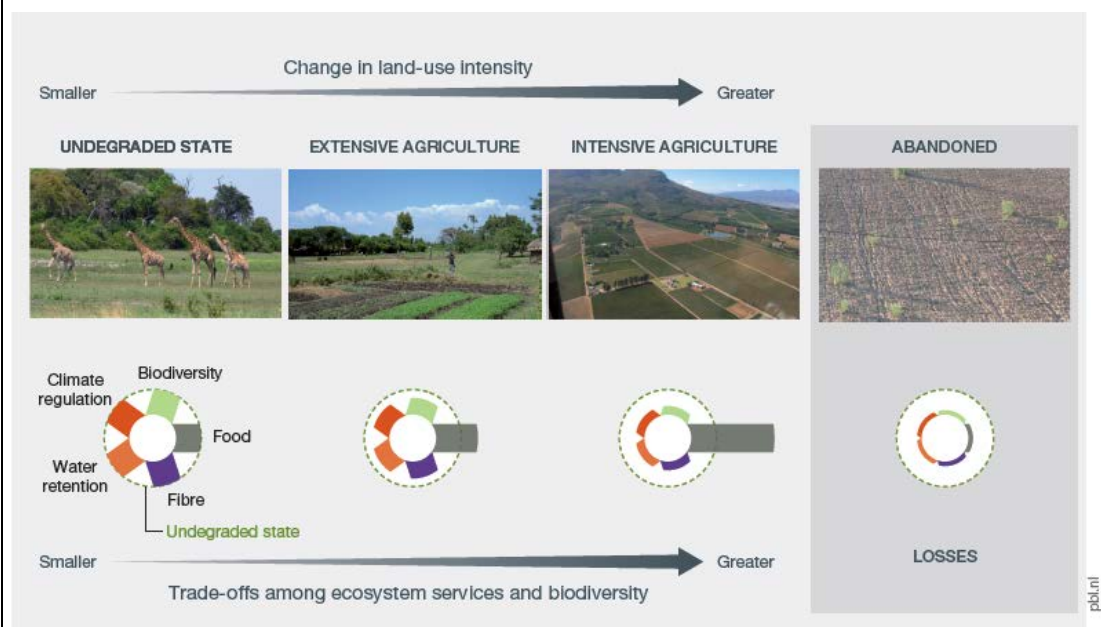 Change in land-use intensity
Smaller
Greater
UNDEGRADED STATE
EXTENSIVE AGRICULTURE
INTENSIVE AGRICULTURE
ABANDONED
Biodiversity
Climate
regulation
Food
Water
retention
Fibre
Undegraded state
Smaller
Greater
LOSSES
Trade-offs among ecosystem services and biodiversity
pbl.nl